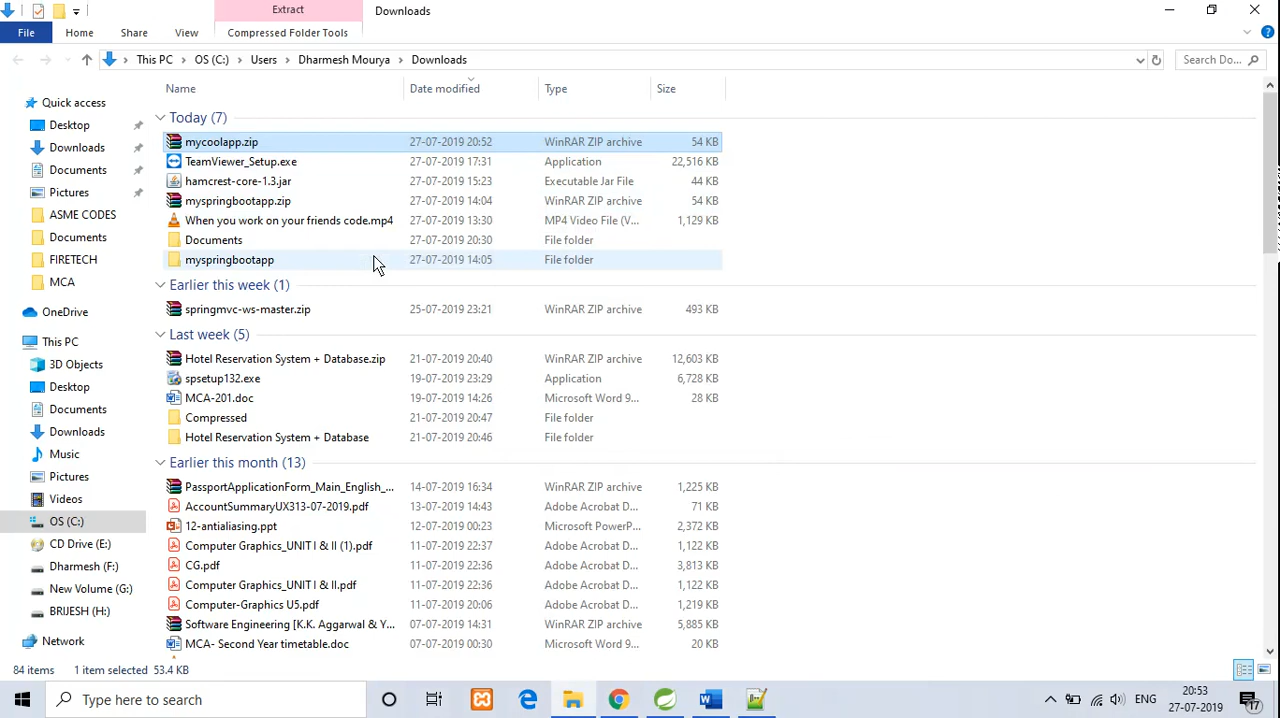 Extract
Downloads
File
Home
Share
View
Compressed Folder Tools
This PC
OS (C:)
Users
Dharmesh Mourya
Downloads
Search Do...
Name
Date modified
Type
Size
Quick access
Desktop
Downloads
Documents
Pictures
ASME CODES
Documents
FIRETECH
MCA
OneDrive
This PC
3D Objects
Desktop
Documents
Downloads
Music
Pictures
Videos
OS (C:)
CD Drive (E:)
Dharmesh (F:)
New Volume (G:)
BRIJESH (H:)
Network
Today (7)
mycoolapp.zip 27-07-2019 20:52 WinRAR ZIP archive 54 KB
TeamViewer_Setup.exe 27-07-2019 17:31 Application 22,516 KB
hamcrest-core-1.3.jar 27-07-2019 15:23 Executable Jar File 44 KB
myspringbootapp.zip 27-07-2019 14:04 WinRAR ZIP archive 54 KB
When you work on your friends code.mp4 27-07-2019 13:30 MP4 Video File (V... 1,129 KB
Documents 27-07-2019 20:30 File folder
myspringbootapp 27-07-2019 14:05 File folder
Earlier this week (1)
springmvc-ws-master.zip 25-07-2019 23:21 WinRAR ZIP archive 493 KB
Last week (5)
Hotel Reservation System + Database.zip 21-07-2019 20:40 WinRAR ZIP archive 12,603 KB
spsetup132.exe 19-07-2019 23:29 Application 6,728 KB
MCA-201.doc 19-07-2019 14:26 Microsoft Word 9... 28 KB
Compressed 21-07-2019 20:47 File folder
Hotel Reservation System + Database 21-07-2019 20:46 File folder
Earlier this month (13)
PassportApplicationForm_Main_English_... 14-07-2019 16:34 WinRAR ZIP archive 1,225 KB
AccountSummaryUX313-07-2019.pdf 13-07-2019 14:43 Adobe Acrobat D... 71 KB
12-antialiasing.ppt 12-07-2019 00:23 Microsoft PowerP... 2,372 KB
Computer Graphics_UNIT I & II (1).pdf 11-07-2019 22:37 Adobe Acrobat D... 1,122 KB
CG.pdf 11-07-2019 22:36 Adobe Acrobat D... 3,813 KB
Computer Graphics_UNIT I & II.pdf 11-07-2019 22:36 Adobe Acrobat D... 1,122 KB
Computer-Graphics U5.pdf 11-07-2019 20:06 Adobe Acrobat D... 1,219 KB
Software Engineering [K.K. Aggarwal & Y... 07-07-2019 14:31 WinRAR ZIP archive 5,885 KB
MCA- Second Year timetable.doc 07-07-2019 00:30 Microsoft Word 9... 20 KB
84 items 1 item selected 53.4 KB
Type here to search
ENG
20:53
27-07-2019
17